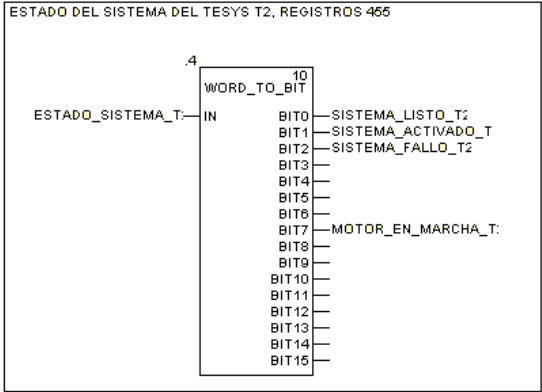 ESTADO DEL SISTEMA DEL TESYS T2, REGISTROS 455
.4
10
WORD_TO_BIT
ESTADO_SISTEMA_T: IN BIT0 SISTEMA_LISTO_T2
BIT1 SISTEMA_ACTIVADO_T
BIT2 SISTEMA_FALLO_T2
BIT3
BIT4
BIT5
BIT6
BIT7 MOTOR_EN_MARCHA_T:
BIT8
BIT9
BIT10
BIT11
BIT12
BIT13
BIT14
BIT15